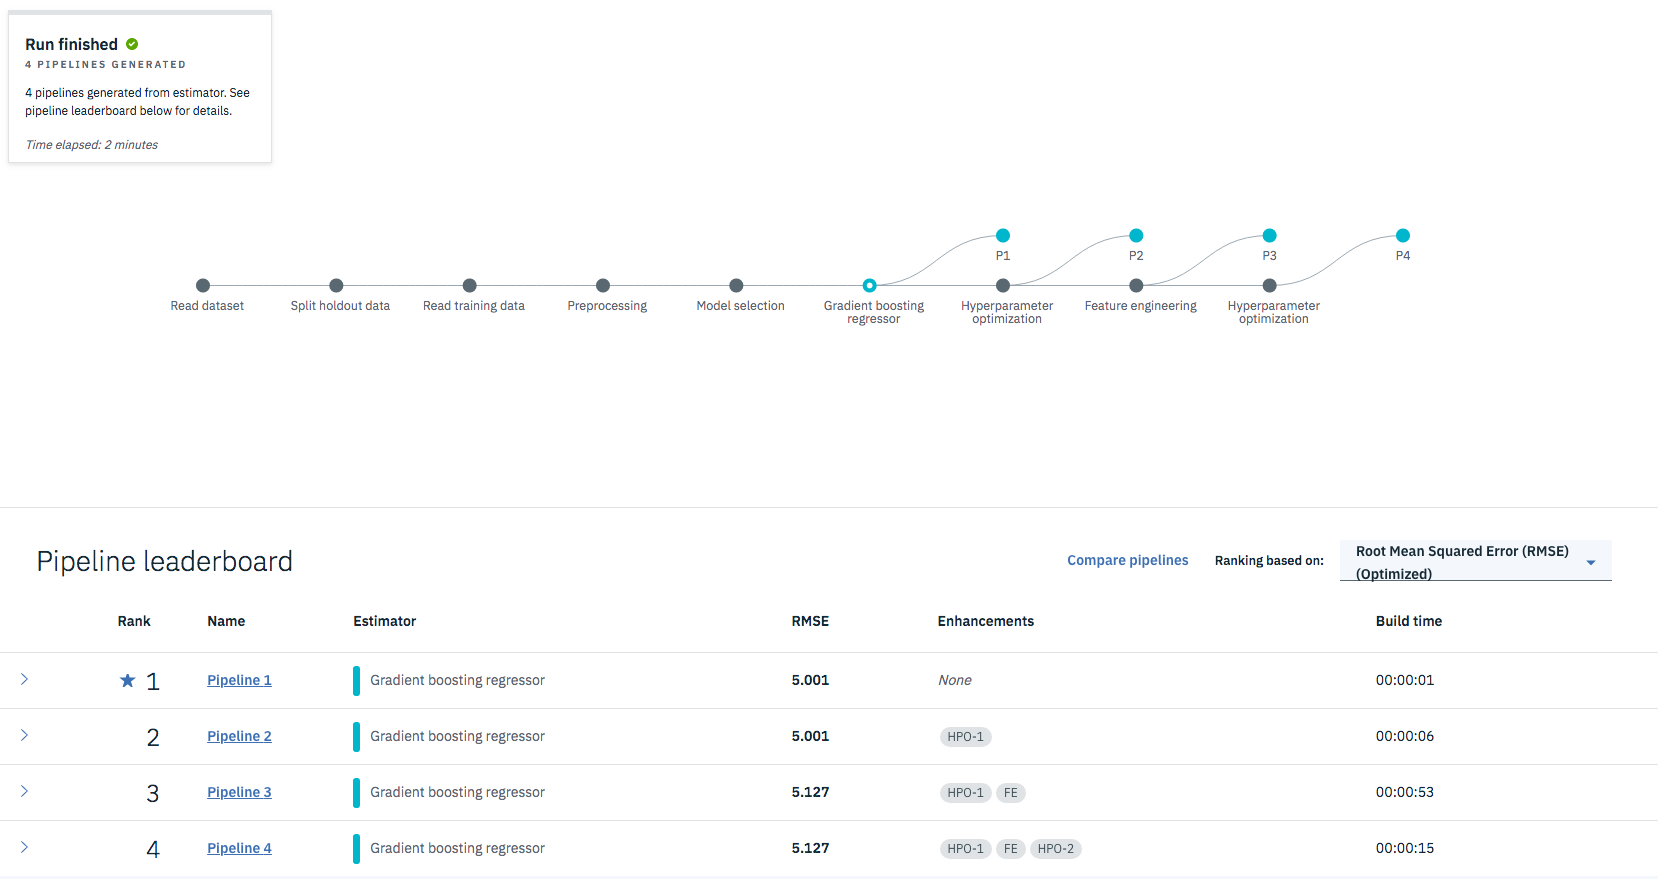 Run finished
4 PIPELINES GENERATED
4 pipelines generated from estimator. See
pipeline leaderboard below for details.
Time elapsed: 2 minutes
P1 P2 P3 P4
Read dataset Split holdout data Read training data Preprocessing Model selection Gradient boosting Hyperparameter Feature engineering Hyperparameter
regressor optimization optimization
Pipeline leaderboard Compare pipelines Ranking based on: Root Mean Squared Error (RMSE)
(Optimized)
Rank Name Estimator RMSE Enhancements Build time
1 Pipeline 1 Gradient boosting regressor 5.001 None 00:00:01
2 Pipeline 2 Gradient boosting regressor 5.001 HPO-1 00:00:06
3 Pipeline 3 Gradient boosting regressor 5.127 HPO-1 FE 00:00:53
4 Pipeline 4 Gradient boosting regressor 5.127 HPO-1 FE HPO-2 00:00:15